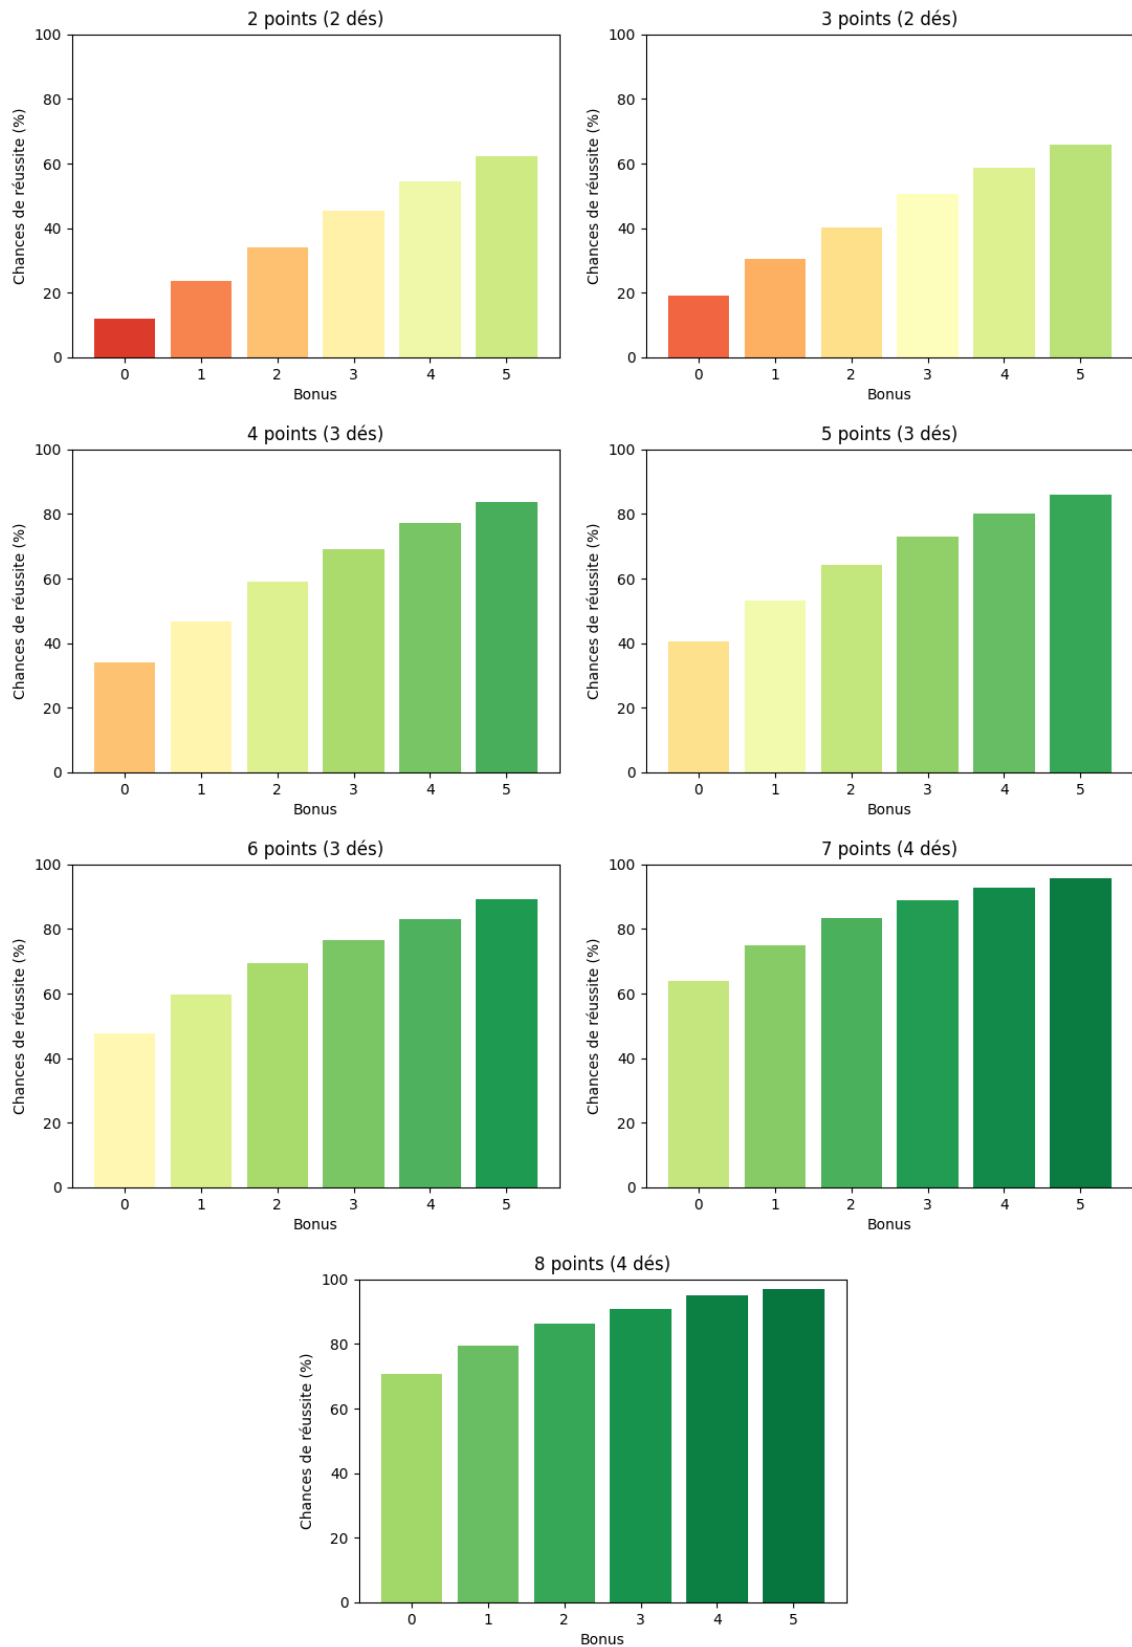 2 points (2 dés)
100
80
60
40
20
0
Chances de réussite (%)
0 1 2 3 4 5
Bonus
3 points (2 dés)
100
80
60
40
20
0
Chances de réussite (%)
0 1 2 3 4 5
Bonus
4 points (3 dés)
100
80
60
40
20
0
Chances de réussite (%)
0 1 2 3 4 5
Bonus
5 points (3 dés)
100
80
60
40
20
0
Chances de réussite (%)
0 1 2 3 4 5
Bonus
6 points (3 dés)
100
80
60
40
20
0
Chances de réussite (%)
0 1 2 3 4 5
Bonus
7 points (4 dés)
100
80
60
40
20
0
Chances de réussite (%)
0 1 2 3 4 5
Bonus
8 points (4 dés)
100
80
60
40
20
0
Chances de réussite (%)
0 1 2 3 4 5
Bonus